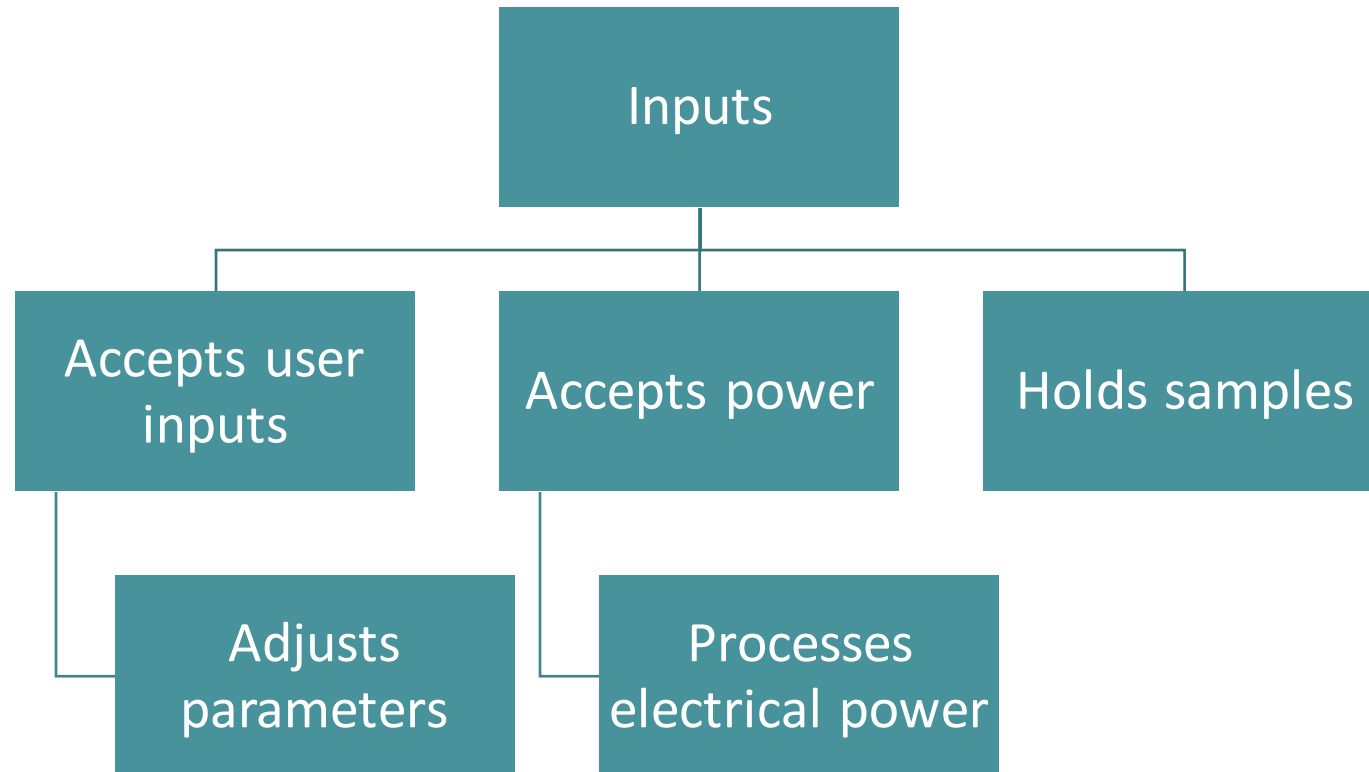 Inputs
Accepts user
inputs
Accepts power
Holds samples
Adjusts
parameters
Processes
electrical power